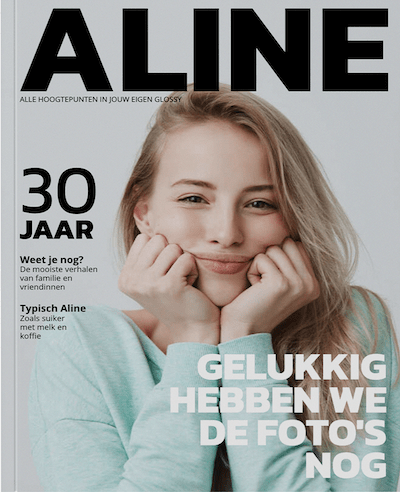 ALINE
ALLE HOOGTEPUNTEN IN JOUW EIGEN GLOSSY
30
JAAR
Weet je nog?
De mooiste verhalen
van familie en
vriendinnen
Typisch Aline
Zoals suiker
met melk en
koffie
GELUKKIG
HEBBEN WE
DE FOTO'S
NOG